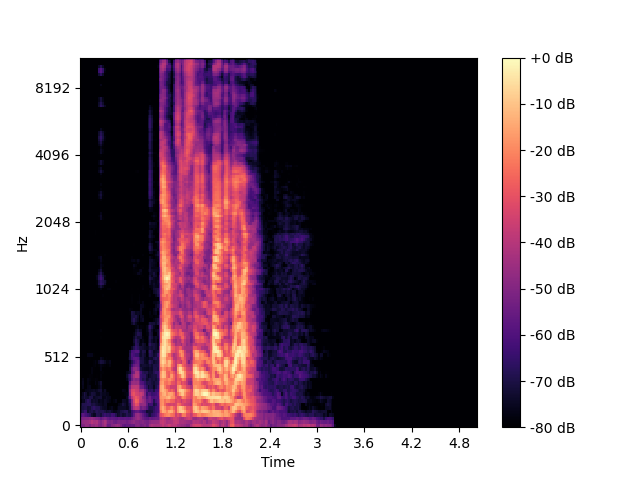 8192
4096
2048
1024
512
0
Hz
0 0.6 1.2 1.8 2.4 3 3.6 4.2 4.8
Time
+0 dB
-10 dB
-20 dB
-30 dB
-40 dB
-50 dB
-60 dB
-70 dB
-80 dB